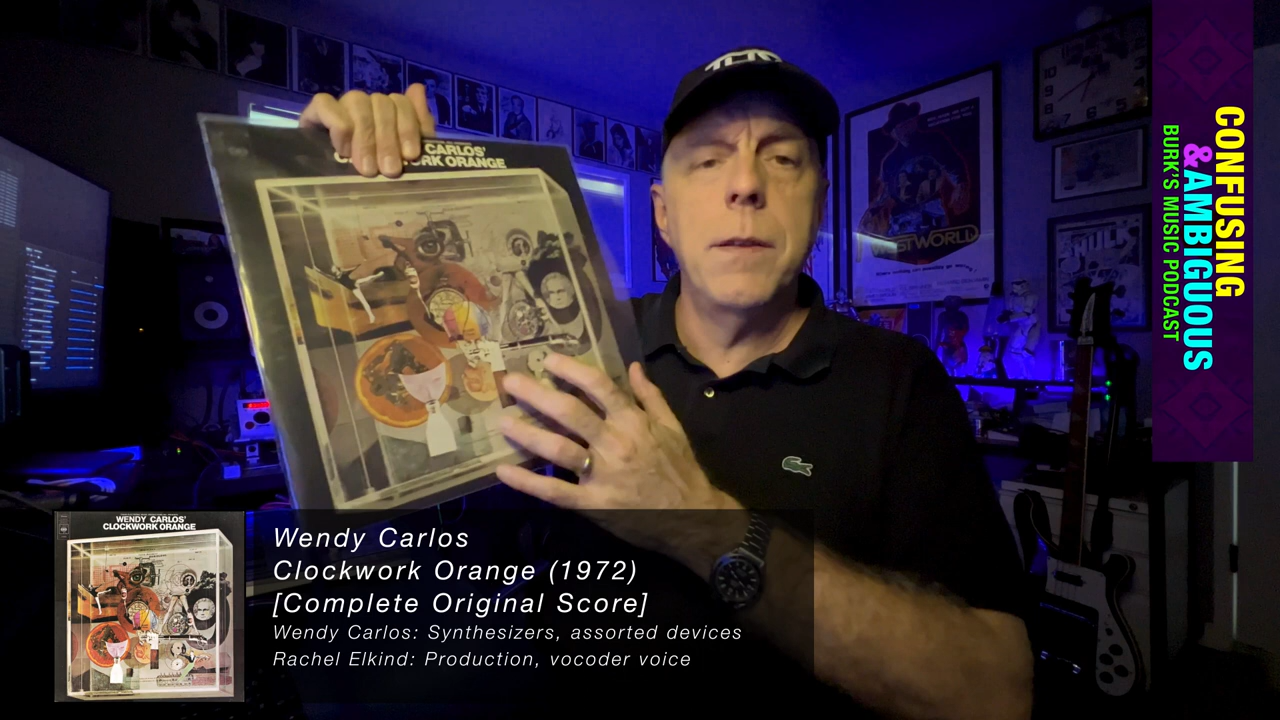 CARLOS'
CLOCKWORK ORANGE
WESTWORLD
CONFUSING
&AMBIGUOUS
BURK'S MUSIC PODCAST
WENDY CARLOS'
CLOCKWORK ORANGE
Wendy Carlos
Clockwork Orange (1972)
[Complete Original Score]
Wendy Carlos: Synthesizers, assorted devices
Rachel Elkind: Production, vocoder voice